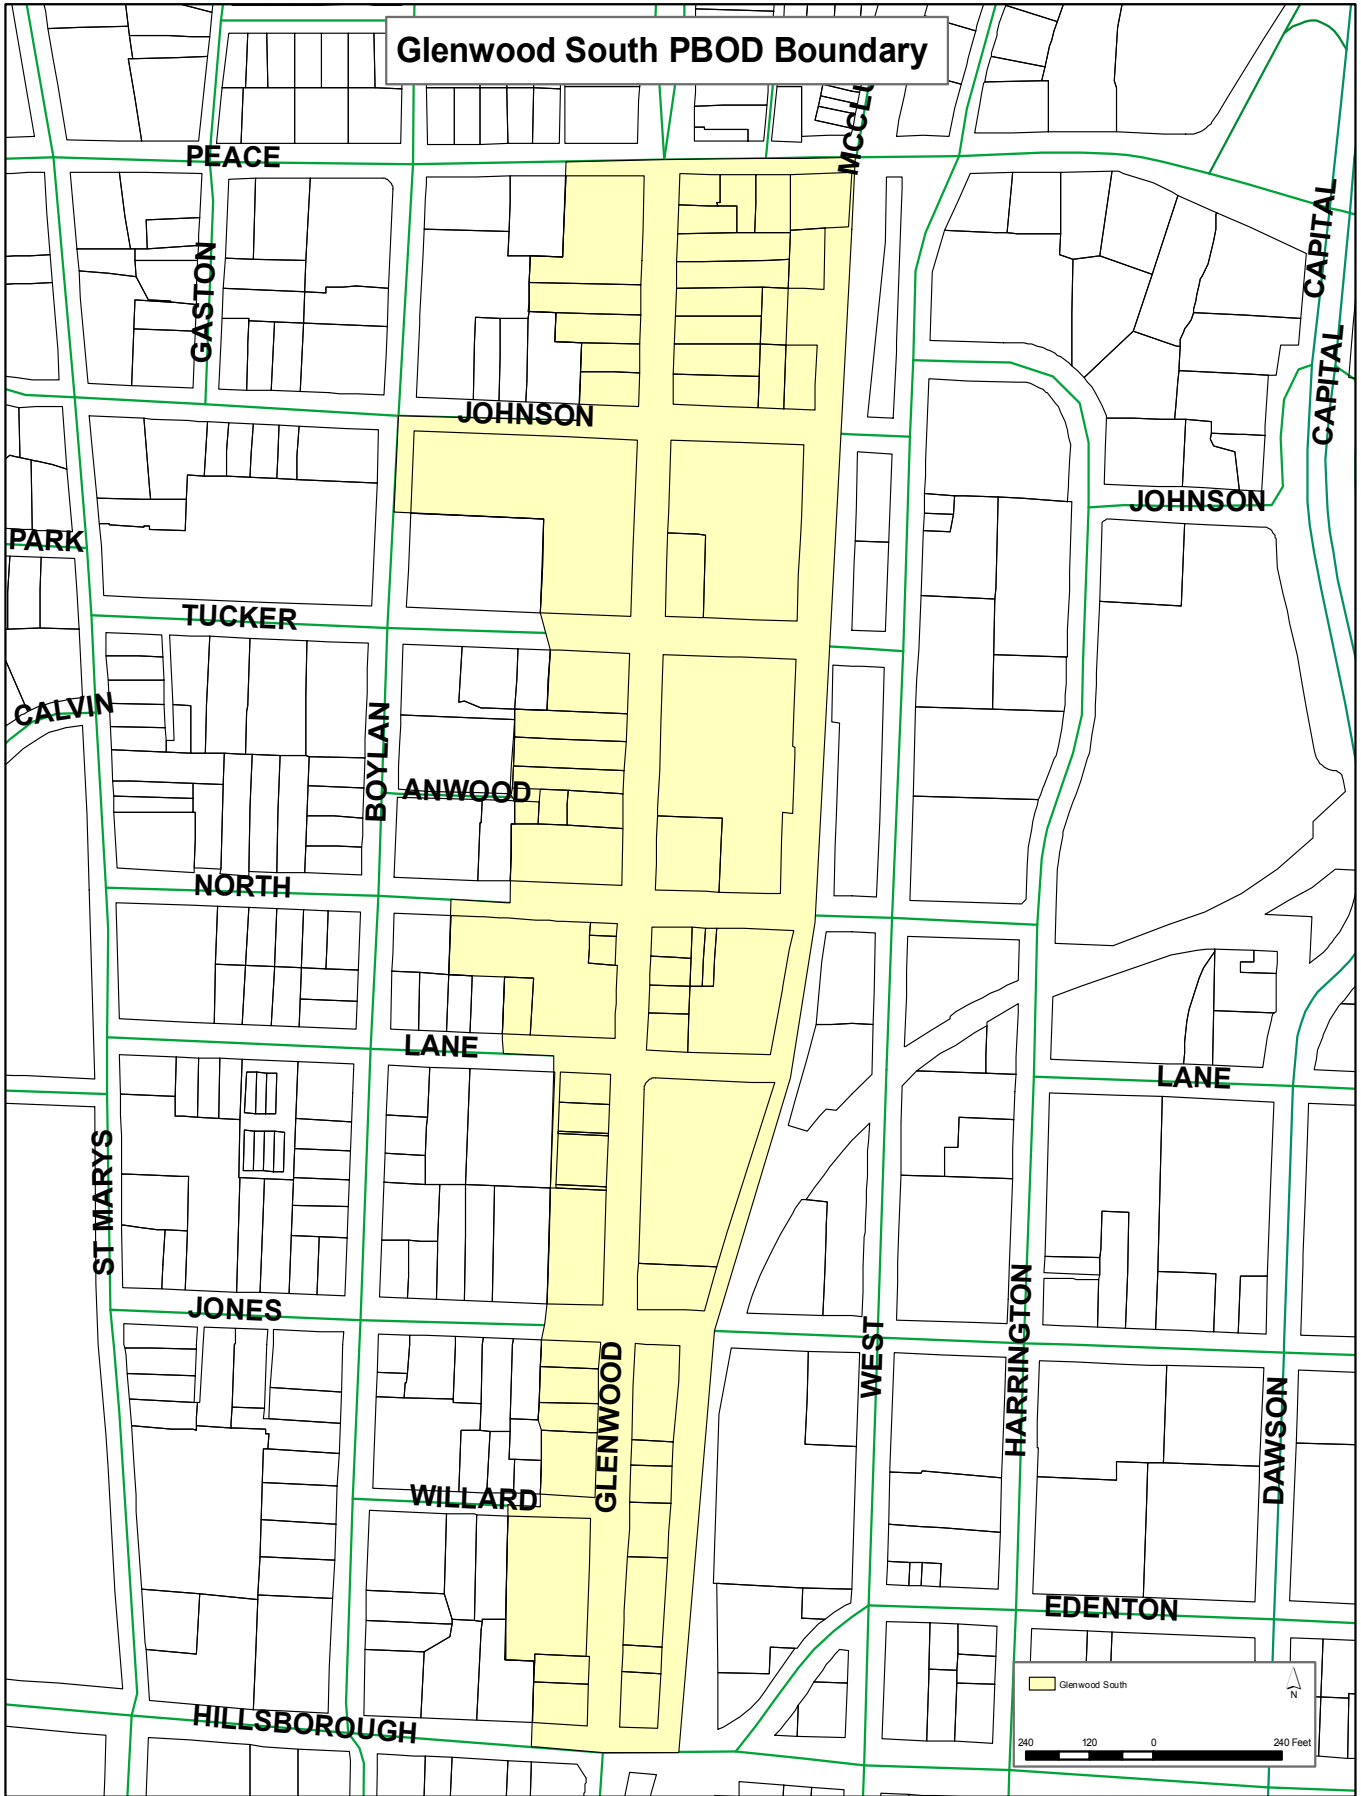 Glenwood South PBOD Boundary
PEACE
GASTON
CAPITAL
CAPITAL
JOHNSON
JOHNSON
PARK
TUCKER
CALVIN
BOYLAN
ANWOOD
NORTH
LANE
LANE
ST MARYS
JONES
GLENWOOD
WEST
HARRINGTON
DAWSON
WILLARD
EDENTON
HILLSBOROUGH
Glenwood South
N
240 120 0 240 Feet